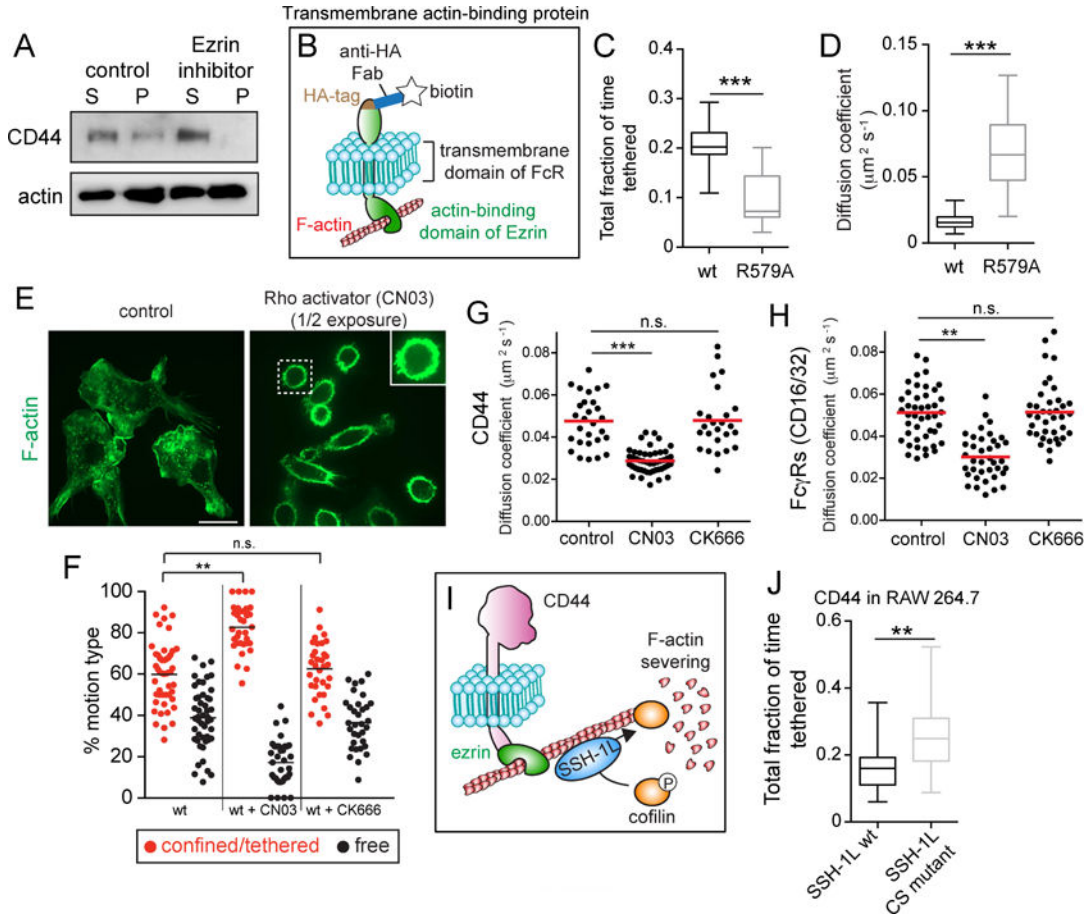 Transmembrane actin-binding protein
A
control
Ezrin
inhibitor
S P S P
CD44
actin
B
anti-HA
Fab
HA-tag
biotin
transmembrane
domain of FcR
F-actin
actin-binding
domain of Ezrin
C
Total fraction of time
tethered
0.4
0.3
0.2
0.1
0
***
wt R579A
D
Diffusion coefficient
(μm² s⁻¹)
0.15
0.10
0.05
0
***
wt R579A
E
control
Rho activator (CN03)
(1/2 exposure)
F-actin
F
n.s.
**
% motion type
100
80
60
40
20
0
wt wt + CN03 wt + CK666
confined/tethered free
G
CD44
Diffusion coefficient (μm² s⁻¹)
n.s.
***
0.08
0.06
0.04
0.02
0.00
control CN03 CK666
H
FcγRs (CD16/32)
Diffusion coefficient (μm² s⁻¹)
n.s.
**
0.08
0.06
0.04
0.02
0.00
control CN03 CK666
I
CD44
F-actin
severing
ezrin
SSH-1L
P
cofilin
J
CD44 in RAW 264.7
**
Total fraction of time
tethered
0.6
0.4
0.2
0
SSH-1L wt
SSH-1L
CS mutant